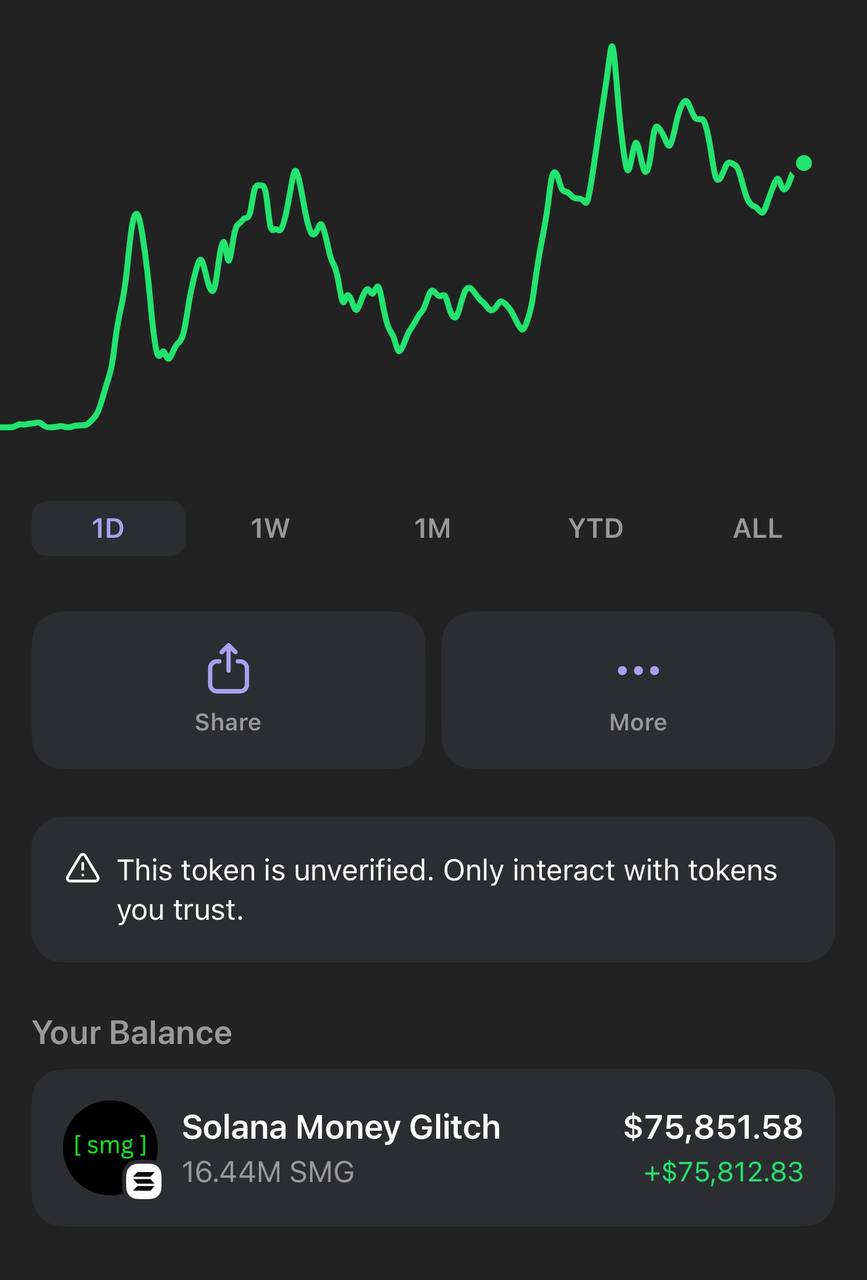 1D
1W
1M
YTD
ALL
Share
More
This token is unverified. Only interact with tokens
you trust.
Your Balance
[ smg ]
Solana Money Glitch
$75,851.58
16.44M SMG
+$75,812.83